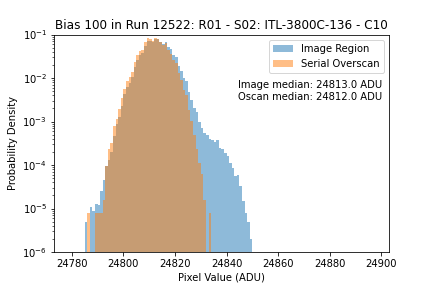 Bias 100 in Run 12522: R01 - S02: ITL-3800C-136 - C10
Image Region
Serial Overscan
Image median: 24813.0 ADU
Oscan median: 24812.0 ADU
Probability Density
10⁻¹
10⁻²
10⁻³
10⁻⁴
10⁻⁵
10⁻⁶
24780 24800 24820 24840 24860 24880 24900
Pixel Value (ADU)